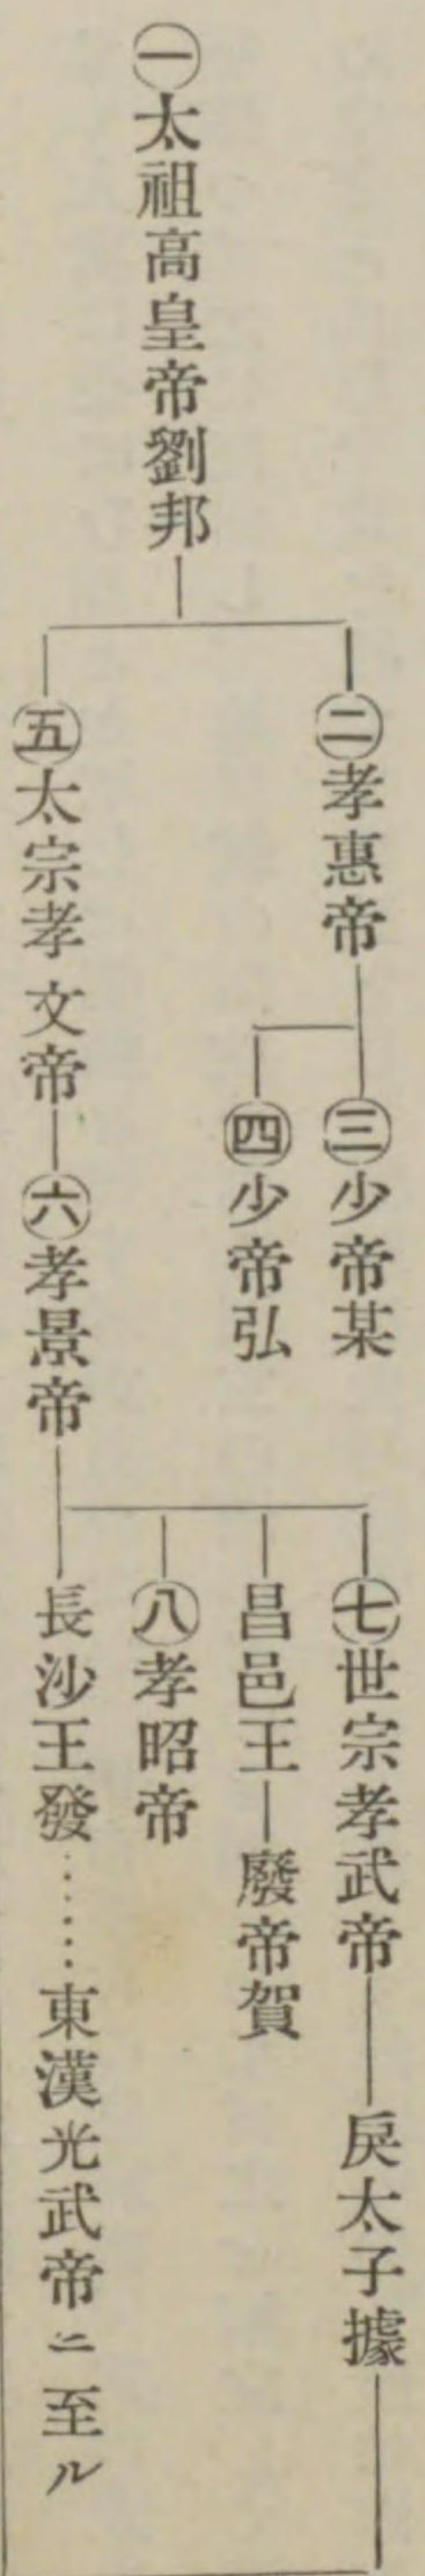 ㊀太祖高皇帝劉邦
㊁孝惠帝
㊂少帝某
㊃少帝弘
㊄太宗孝文帝
㊅孝景帝
㊆世宗孝武帝
戾太子據
昌邑王
廢帝賀
㊇孝昭帝
長沙王發……東漢光武帝ニ至ル